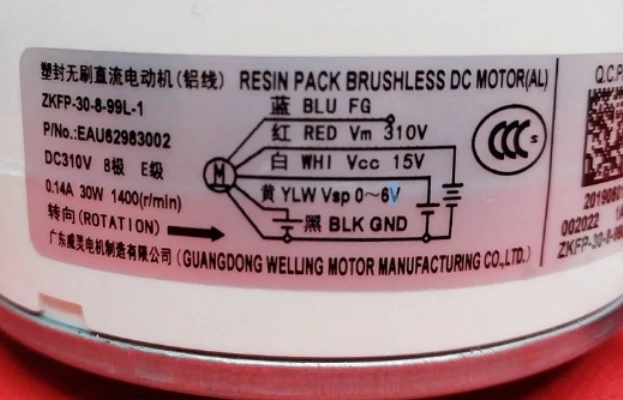 塑封无刷直流电动机(铝线) RESIN PACK BRUSHLESS DC MOTOR(AL)
ZKFP-30-8-99L-1
P/No.:EAU62983002
DC310V 8极 E级
0.14A 30W 1400(r/min)
转向(ROTATION)
蓝 BLU FG
红 RED Vm 310V
白 WHI Vcc 15V
黄 YLW Vsp 0~6V
黑 BLK GND
M
CCC S
广东威灵电机制造有限公司 (GUANGDONG WELLING MOTOR MANUFACTURING CO.,LTD.)
Q.C.P
2019060
002022 1/
ZKFP-30-8-99